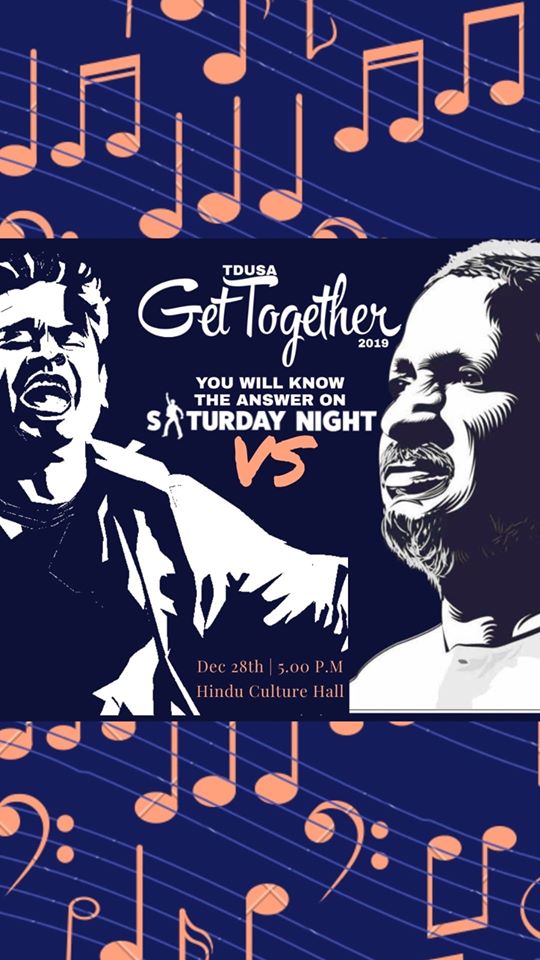 TDUSA
Get Together
2019
YOU WILL KNOW
THE ANSWER ON
SATURDAY NIGHT
VS
Dec 28th | 5.00 P.M
Hindu Culture Hall